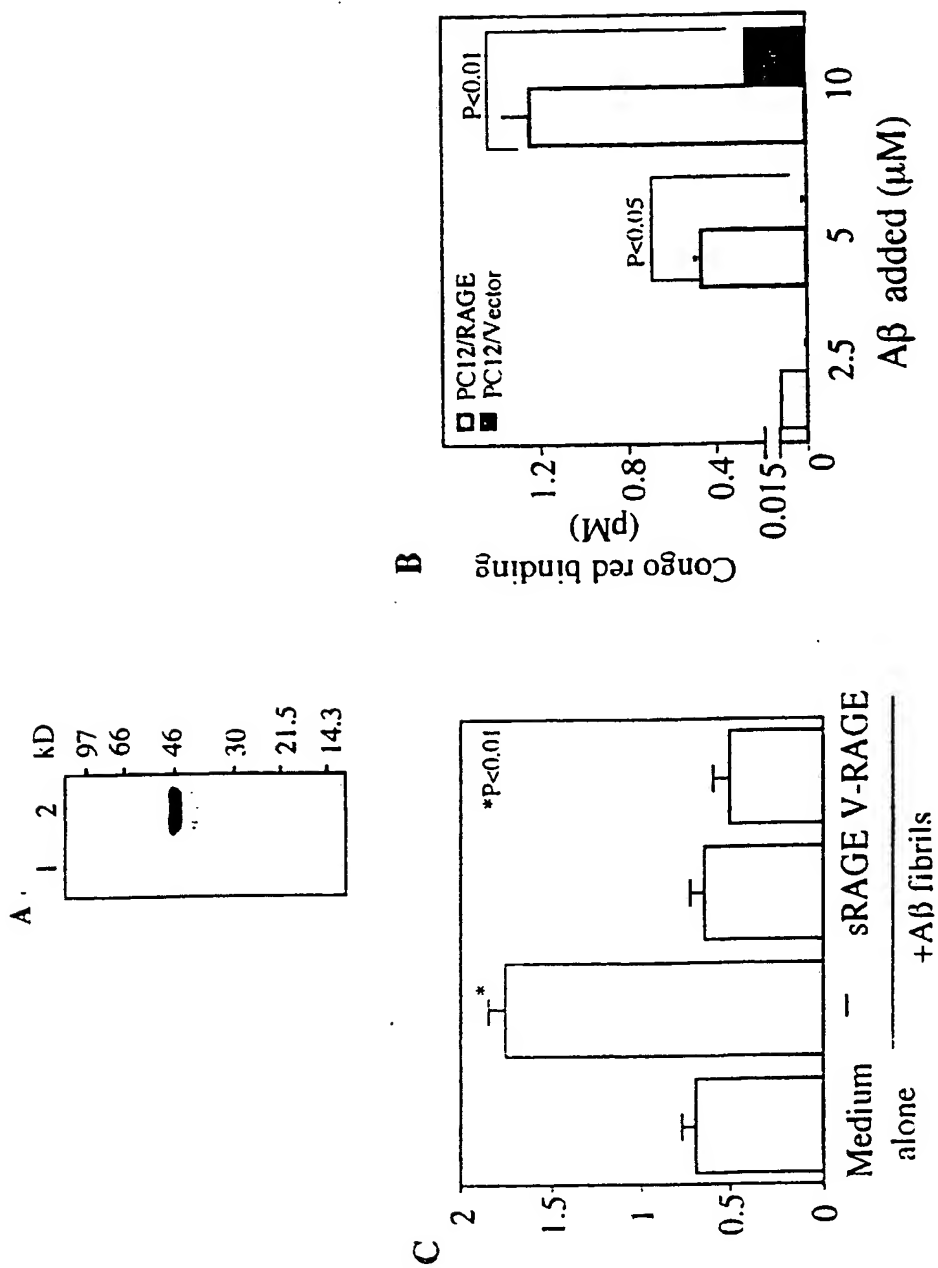 A
1 2 kD
97
66
46
30
21.5
14.3
B
Congo red binding
(pM)
1.2
0.8
0.4
0.015
0
PC12/RAGE
PC12/Vector
P<0.05
P<0.01
2.5 5 10
Aβ added (µM)
C
2
1.5
1
0.5
0
*
*P<0.01
Medium
alone
– sRAGE V-RAGE
+Aβ fibrils